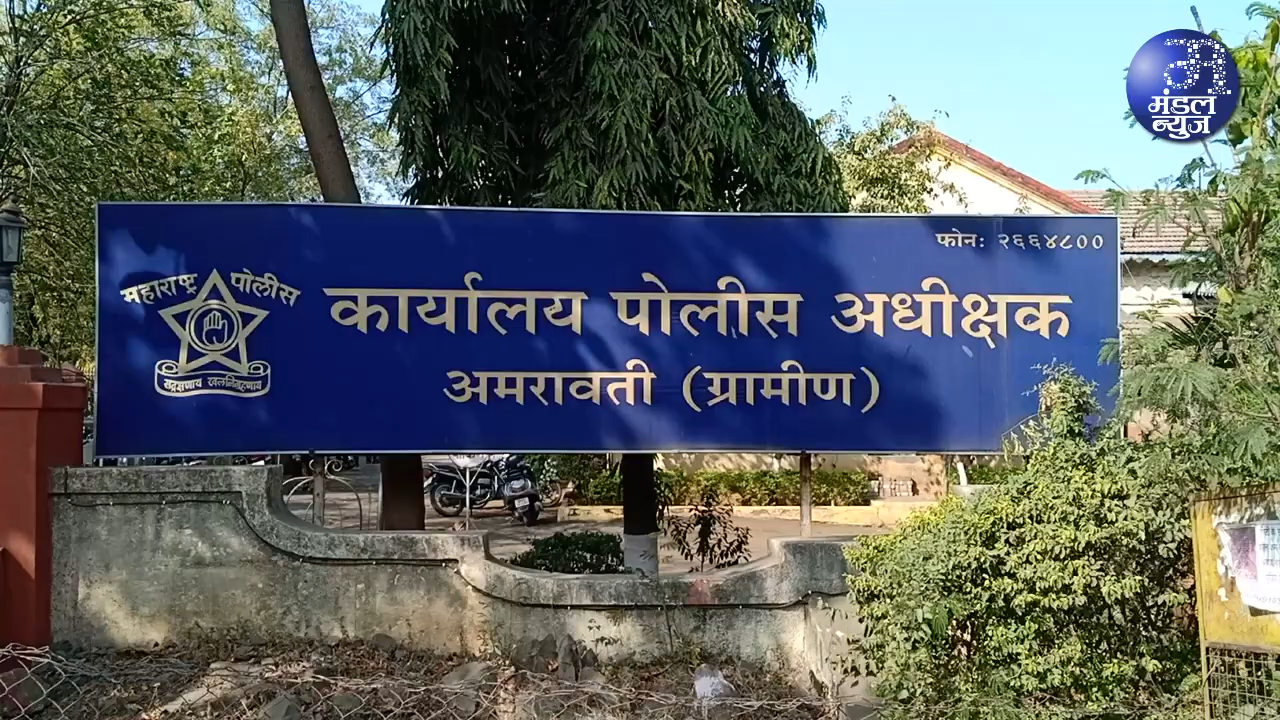 मंडल
न्युज
फोन: २६६४८००
महाराष्ट्र पोलीस
कार्यालय पोलीस अधीक्षक
अमरावती (ग्रामीण)
सद्रक्षणाय खलनिग्रहणाय